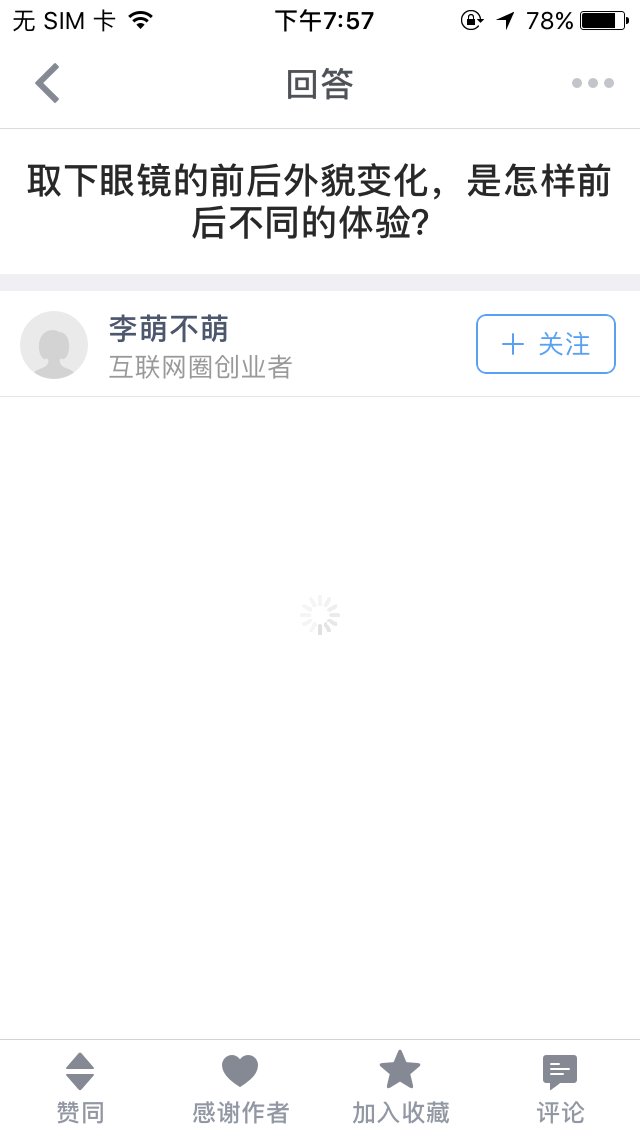 无 SIM 卡 下午7:57 78%
回答
取下眼镜的前后外貌变化，是怎样前
后不同的体验?
李萌不萌
互联网圈创业者
关注
赞同 感谢作者 加入收藏 评论